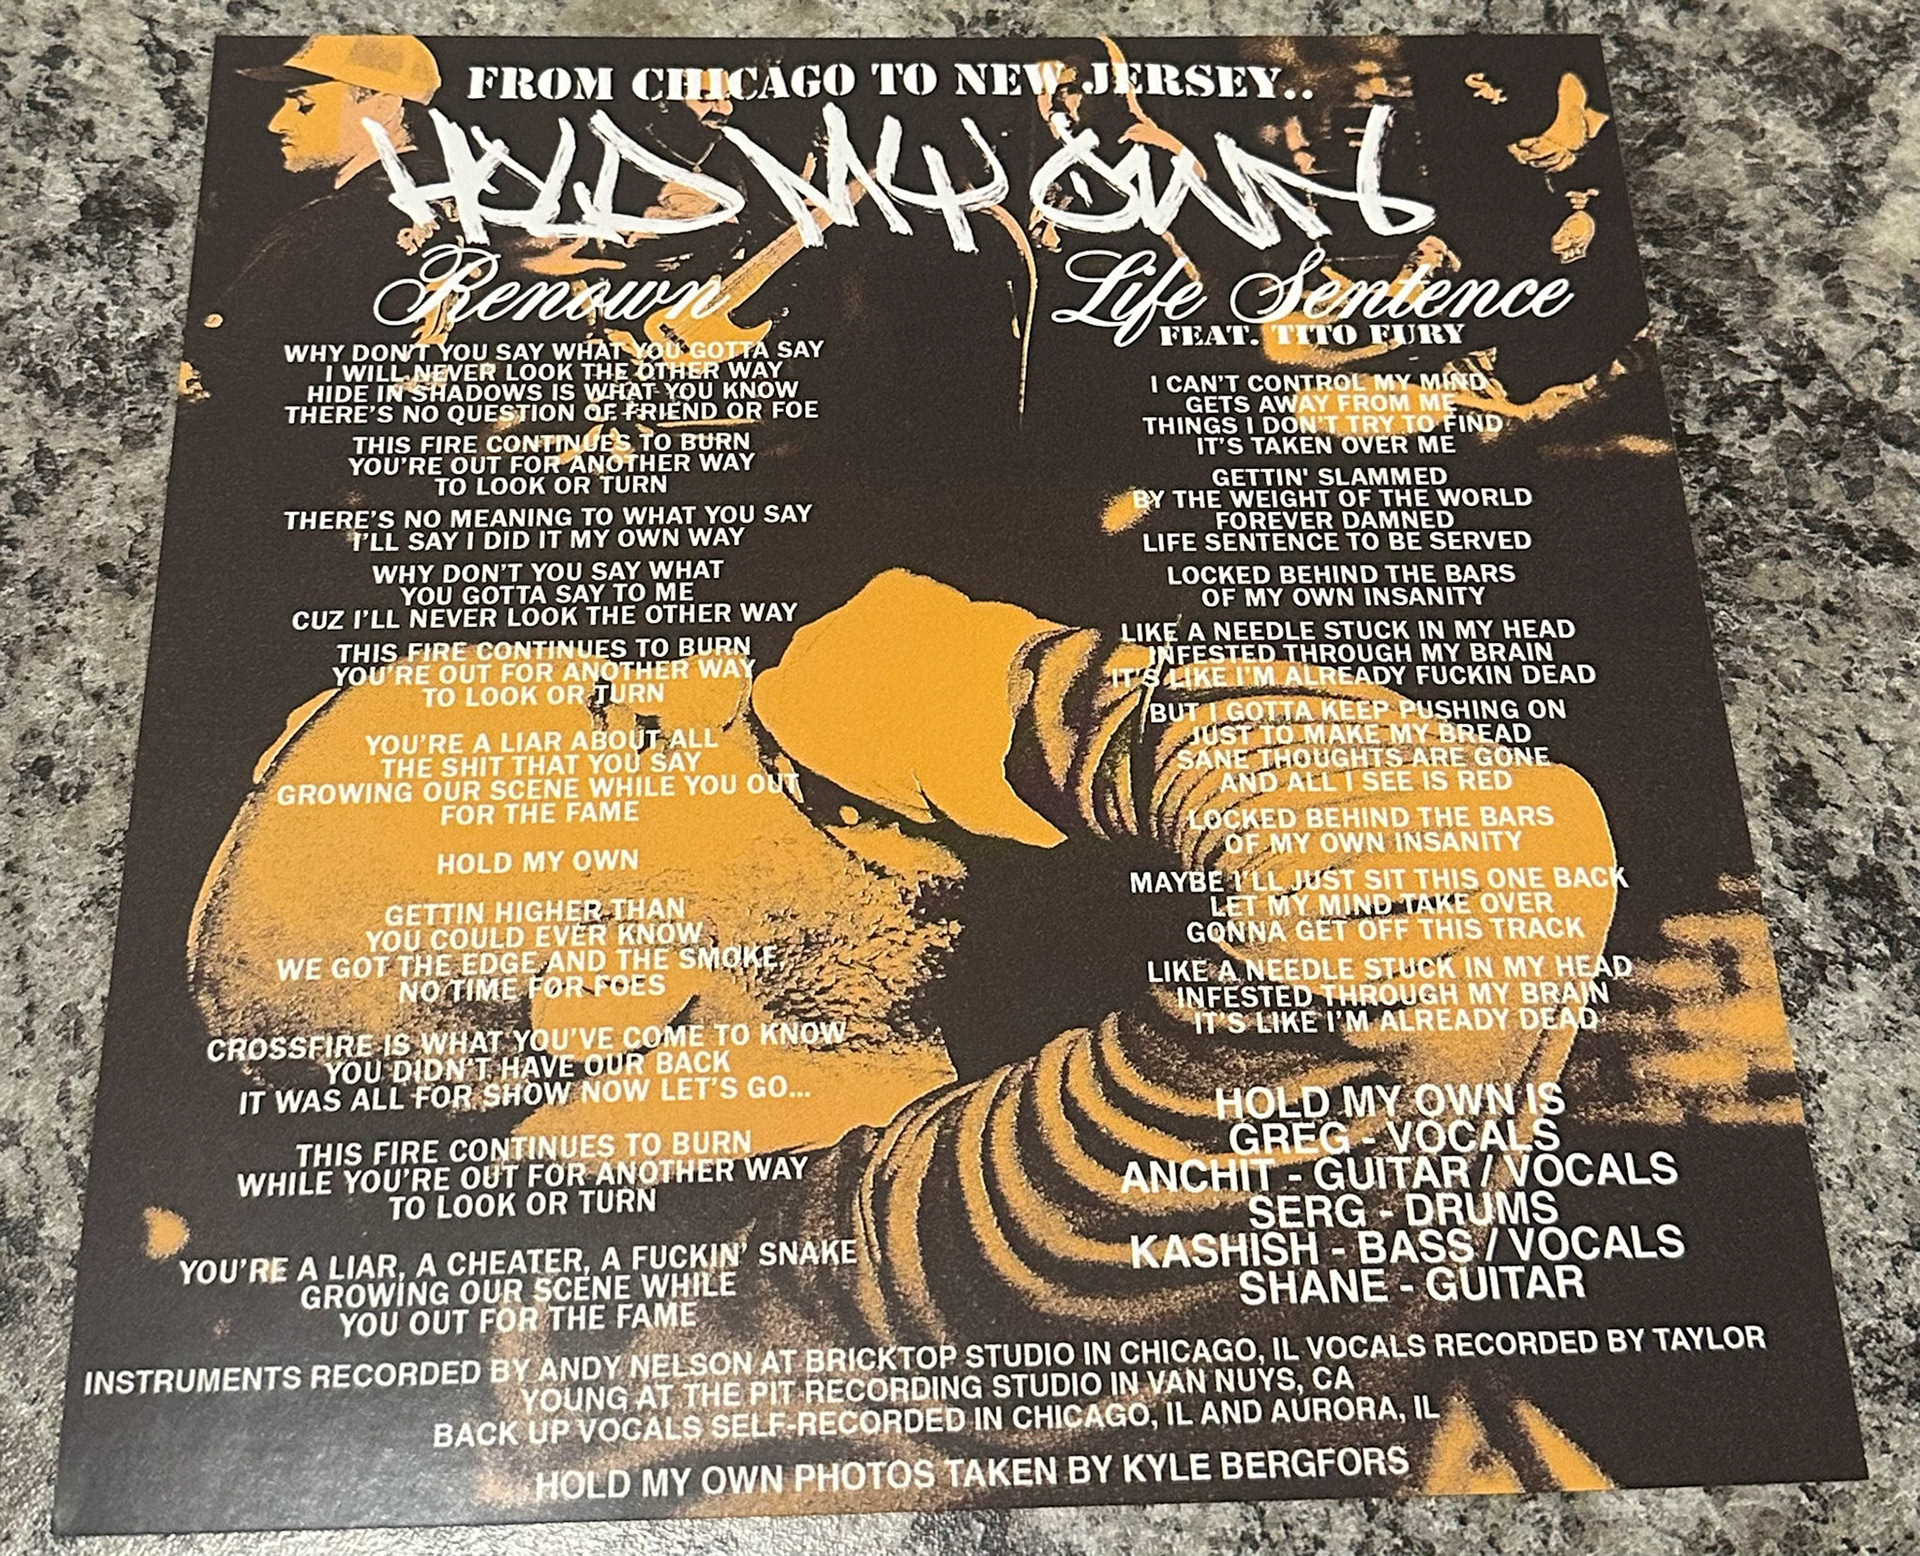 FROM CHICAGO TO NEW JERSEY..
HOLD MY OWN
Renown
WHY DON'T YOU SAY WHAT YOU GOTTA SAY
I WILL NEVER LOOK THE OTHER WAY
HIDE IN SHADOWS IS WHAT YOU KNOW
THERE'S NO QUESTION OF FRIEND OR FOE
THIS FIRE CONTINUES TO BURN
YOU'RE OUT FOR ANOTHER WAY
TO LOOK OR TURN
THERE'S NO MEANING TO WHAT YOU SAY
I'LL SAY I DID IT MY OWN WAY
WHY DON'T YOU SAY WHAT
YOU GOTTA SAY TO ME
CUZ I'LL NEVER LOOK THE OTHER WAY
THIS FIRE CONTINUES TO BURN
YOU'RE OUT FOR ANOTHER WAY
TO LOOK OR TURN
YOU'RE A LIAR ABOUT ALL
THE SHIT THAT YOU SAY
GROWING OUR SCENE WHILE YOU OUT
FOR THE FAME
HOLD MY OWN
GETTIN HIGHER THAN
YOU COULD EVER KNOW
WE GOT THE EDGE AND THE SMOKE,
NO TIME FOR FOES
CROSSFIRE IS WHAT YOU'VE COME TO KNOW
YOU DIDN'T HAVE OUR BACK
IT WAS ALL FOR SHOW NOW LET'S GO...
THIS FIRE CONTINUES TO BURN
WHILE YOU'RE OUT FOR ANOTHER WAY
TO LOOK OR TURN
YOU'RE A LIAR, A CHEATER, A FUCKIN' SNAKE
GROWING OUR SCENE WHILE
YOU OUT FOR THE FAME
Life Sentence
FEAT. TITO FURY
I CAN'T CONTROL MY MIND
GETS AWAY FROM ME
THINGS I DON'T TRY TO FIND
IT'S TAKEN OVER ME
GETTIN' SLAMMED
BY THE WEIGHT OF THE WORLD
FOREVER DAMNED
LIFE SENTENCE TO BE SERVED
LOCKED BEHIND THE BARS
OF MY OWN INSANITY
LIKE A NEEDLE STUCK IN MY HEAD
INFESTED THROUGH MY BRAIN
IT'S LIKE I'M ALREADY FUCKIN DEAD
BUT I GOTTA KEEP PUSHING ON
JUST TO MAKE MY BREAD
SANE THOUGHTS ARE GONE
AND ALL I SEE IS RED
LOCKED BEHIND THE BARS
OF MY OWN INSANITY
MAYBE I'LL JUST SIT THIS ONE BACK
LET MY MIND TAKE OVER
GONNA GET OFF THIS TRACK
LIKE A NEEDLE STUCK IN MY HEAD
INFESTED THROUGH MY BRAIN
IT'S LIKE I'M ALREADY DEAD
HOLD MY OWN IS
GREG - VOCALS
ANCHIT - GUITAR / VOCALS
SERG - DRUMS
KASHISH - BASS / VOCALS
SHANE - GUITAR
INSTRUMENTS RECORDED BY ANDY NELSON AT BRICKTOP STUDIO IN CHICAGO, IL VOCALS RECORDED BY TAYLOR
YOUNG AT THE PIT RECORDING STUDIO IN VAN NUYS, CA
BACK UP VOCALS SELF-RECORDED IN CHICAGO, IL AND AURORA, IL
HOLD MY OWN PHOTOS TAKEN BY KYLE BERGFORS